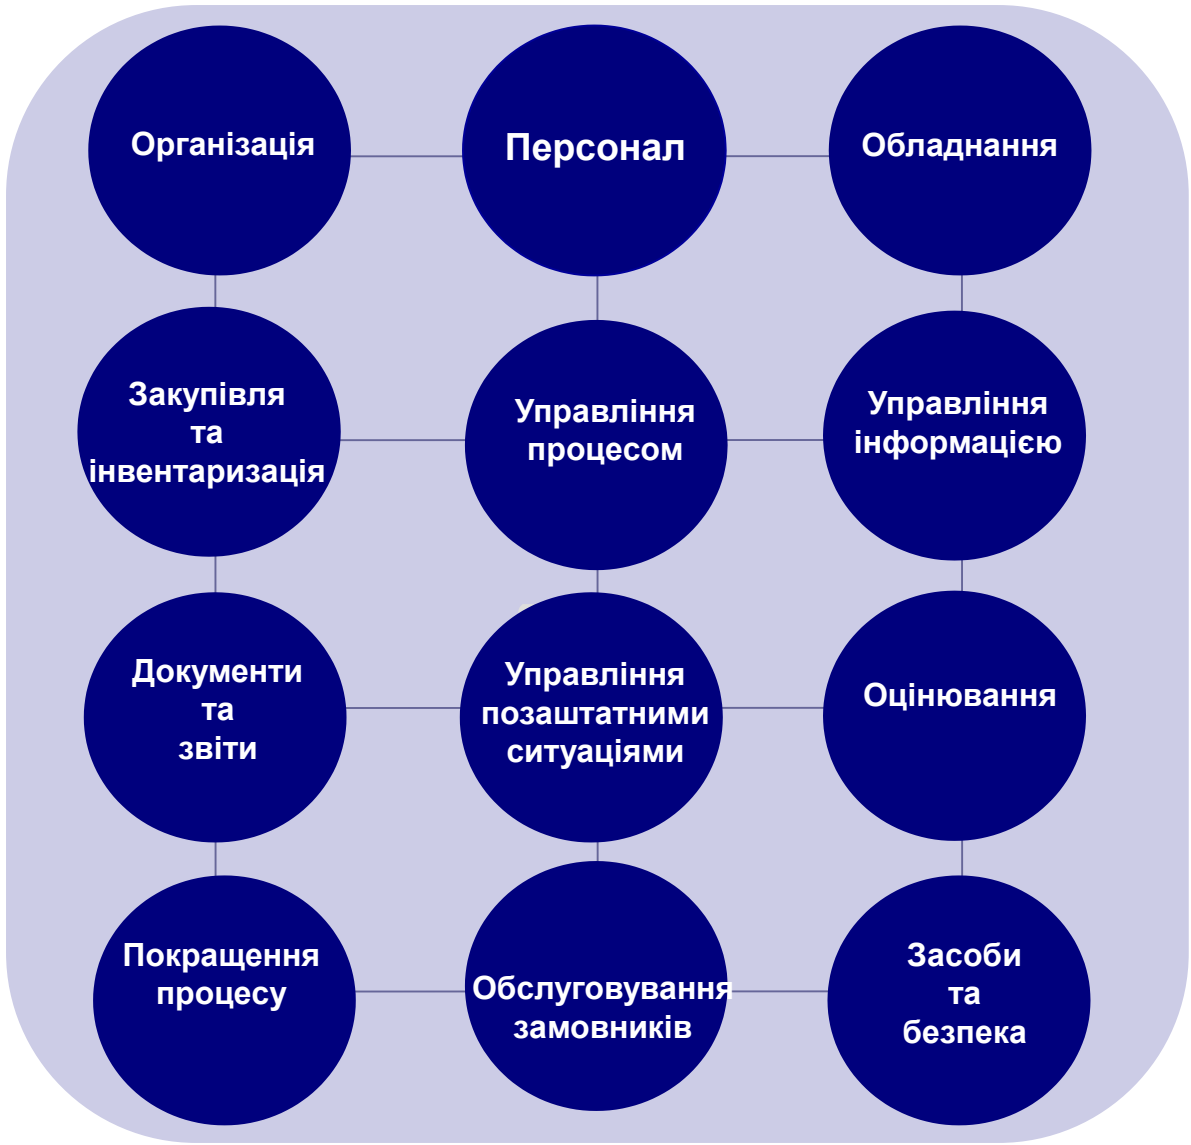 Організація
Персонал
Обладнання
Закупівля
та
інвентаризація
Управління
процесом
Управління
інформацією
Документи
та
звіти
Управління
позаштатними
ситуаціями
Оцінювання
Покращення
процесу
Обслуговування
замовників
Засоби
та
безпека